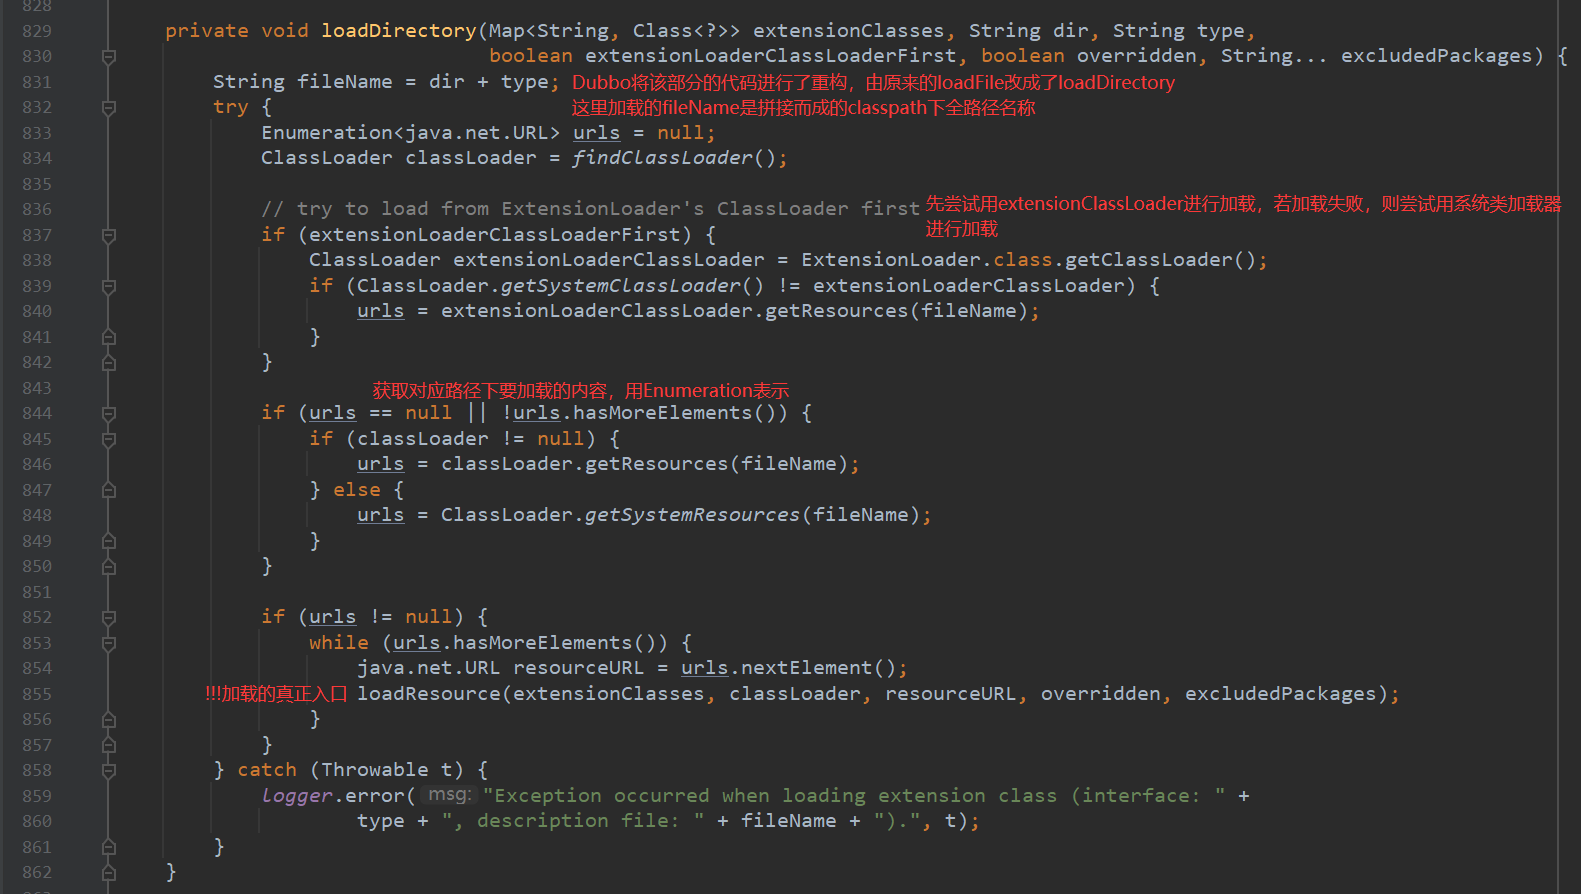 828
829 private void loadDirectory(Map<String, Class<?>> extensionClasses, String dir, String type,
830 boolean extensionLoaderClassLoaderFirst, boolean overridden, String... excludedPackages) {
831 String fileName = dir + type; Dubbo将该部分的代码进行了重构，由原来的loadFile改成了loadDirectory
832 try { 这里加载的fileName是拼接而成的classpath下全路径名称
833 Enumeration<java.net.URL> urls = null;
834 ClassLoader classLoader = findClassLoader();
835
836 // try to load from ExtensionLoader's ClassLoader first 先尝试用extensionClassLoader进行加载，若加载失败，则尝试用系统类加载器
进行加载
837 if (extensionLoaderClassLoaderFirst) {
838 ClassLoader extensionLoaderClassLoader = ExtensionLoader.class.getClassLoader();
839 if (ClassLoader.getSystemClassLoader() != extensionLoaderClassLoader) {
840 urls = extensionLoaderClassLoader.getResources(fileName);
841 }
842 }
843 获取对应路径下要加载的内容，用Enumeration表示
844 if (urls == null || !urls.hasMoreElements()) {
845 if (classLoader != null) {
846 urls = classLoader.getResources(fileName);
847 } else {
848 urls = ClassLoader.getSystemResources(fileName);
849 }
850 }
851
852 if (urls != null) {
853 while (urls.hasMoreElements()) {
854 java.net.URL resourceURL = urls.nextElement();
855 !!!加载的真正入口 loadResource(extensionClasses, classLoader, resourceURL, overridden, excludedPackages);
856 }
857 }
858 } catch (Throwable t) {
859 logger.error( msg: "Exception occurred when loading extension class (interface: " +
860 type + ", description file: " + fileName + ").", t);
861 }
862 }